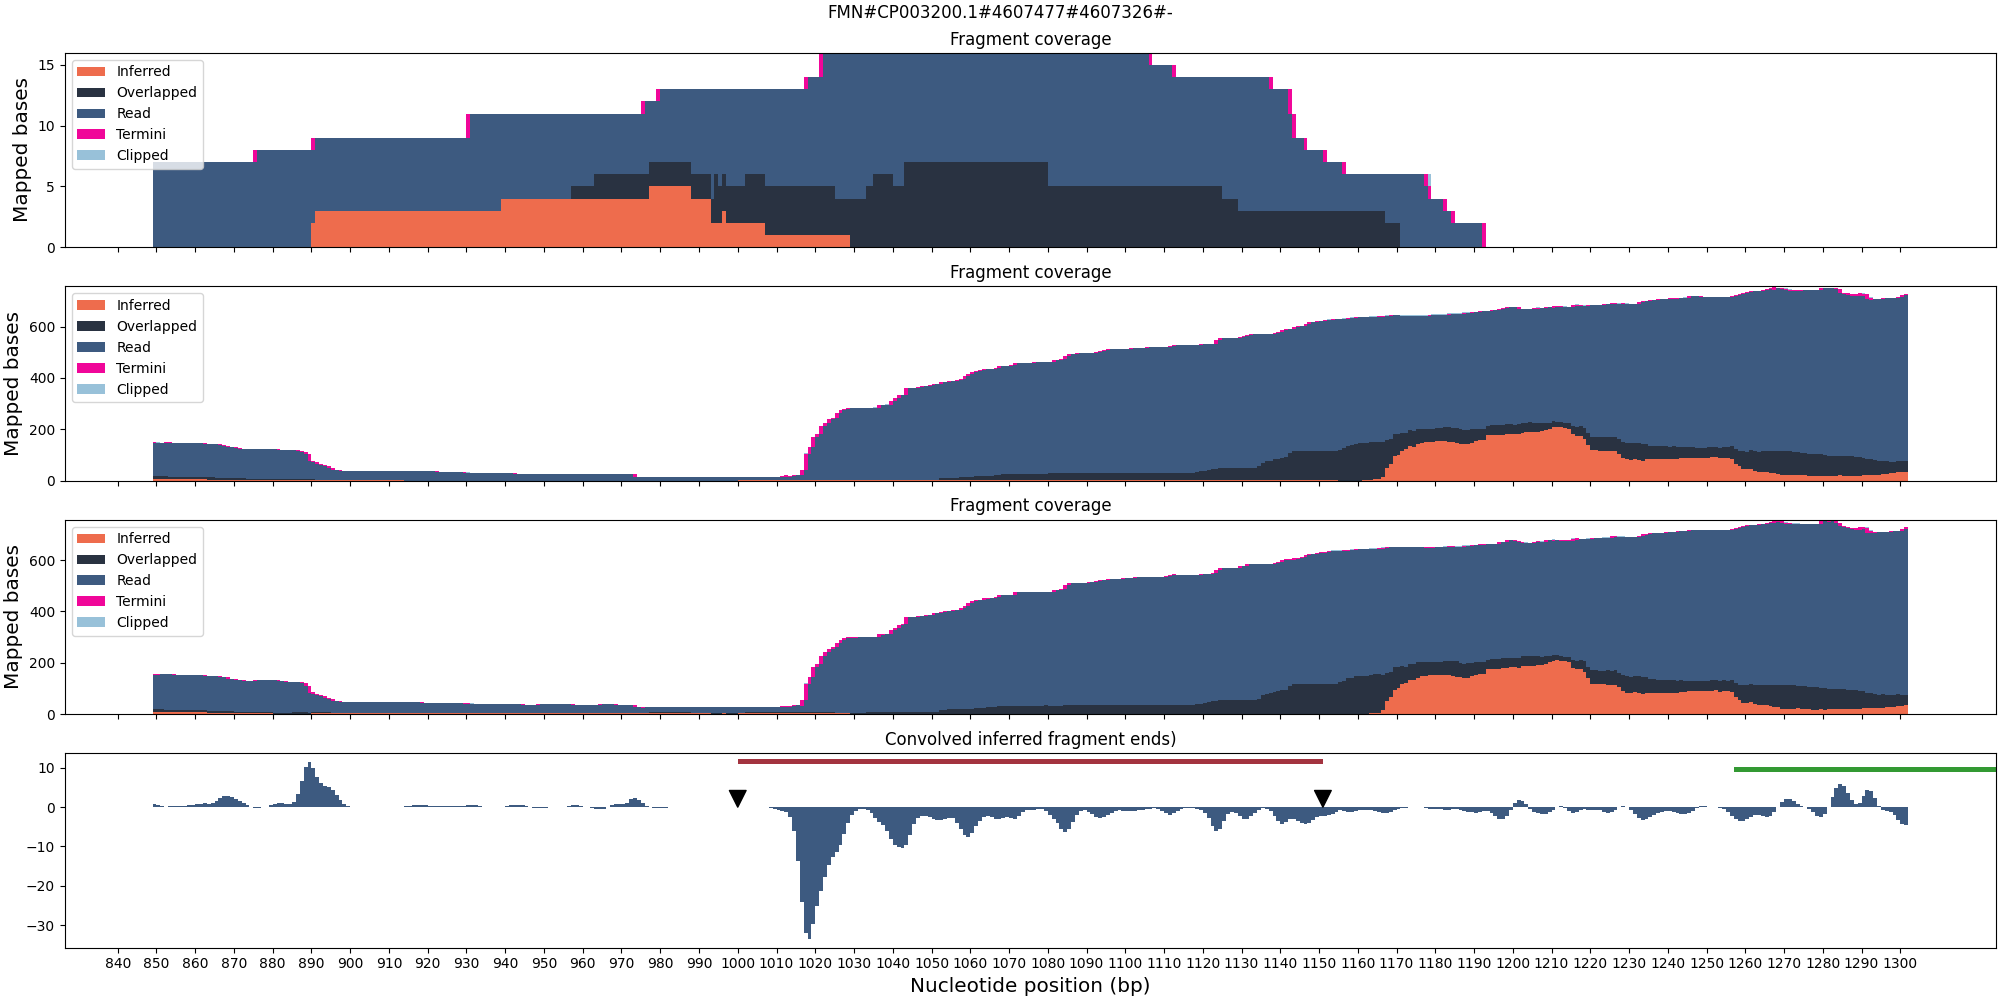 FMN#CP003200.1#4607477#4607326#-
Fragment coverage
Mapped bases
15
10
5
0
Inferred
Overlapped
Read
Termini
Clipped
Fragment coverage
Mapped bases
600
400
200
0
Inferred
Overlapped
Read
Termini
Clipped
Fragment coverage
Mapped bases
600
400
200
0
Inferred
Overlapped
Read
Termini
Clipped
Convolved inferred fragment ends)
10
0
−10
−20
−30
840 850 860 870 880 890 900 910 920 930 940 950 960 970 980 990 1000 1010 1020 1030 1040 1050 1060 1070 1080 1090 1100 1110 1120 1130 1140 1150 1160 1170 1180 1190 1200 1210 1220 1230 1240 1250 1260 1270 1280 1290 1300
Nucleotide position (bp)